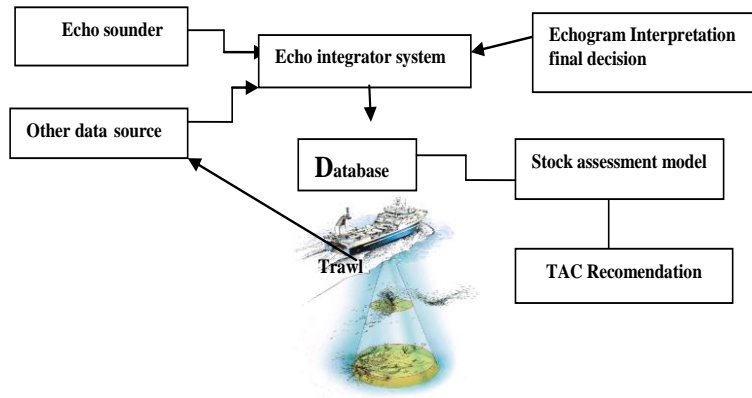 Echo sounder
Echo integrator system
Echogram Interpretation
final decision
Other data source
Database
Stock assessment model
Trawl
TAC Recomendation